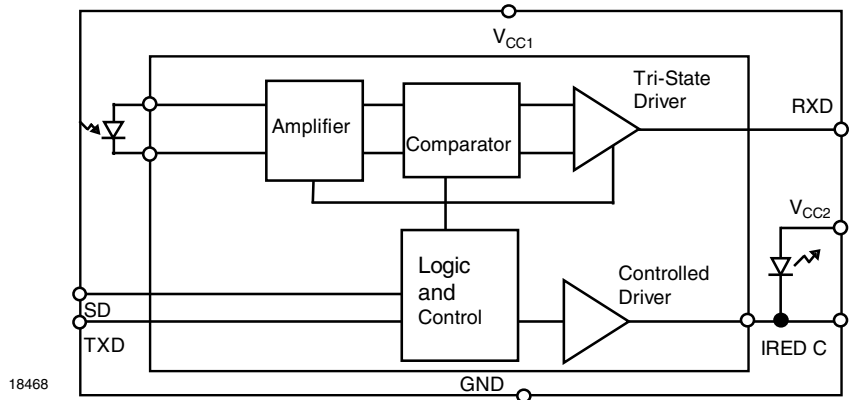 VCC1
Tri-State
Driver
RXD
Amplifier
Comparator
VCC2
Logic
and
Control
Controlled
Driver
SD
TXD
IRED C
GND
18468